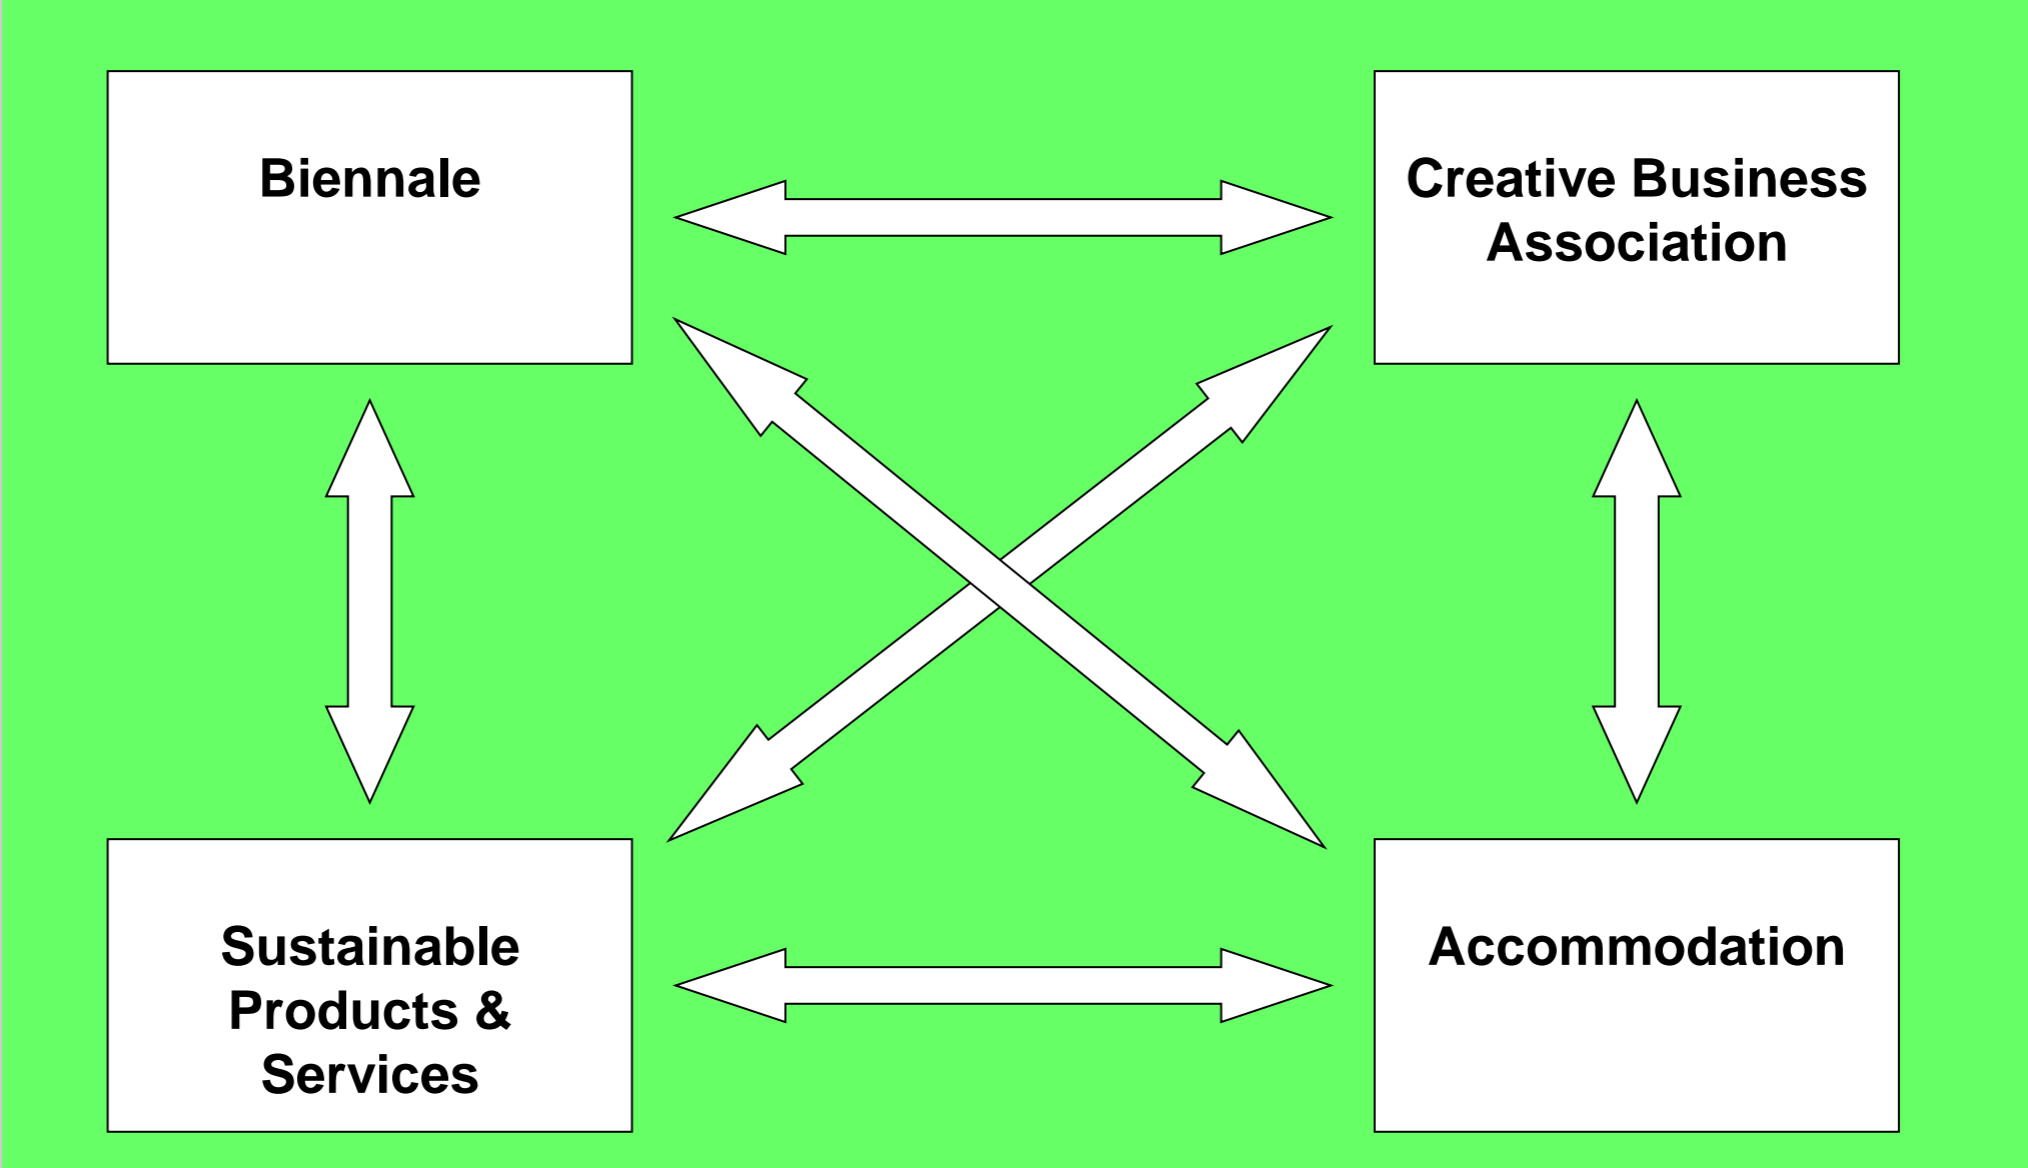 Biennale
Creative Business
Association
Sustainable
Products &
Services
Accommodation